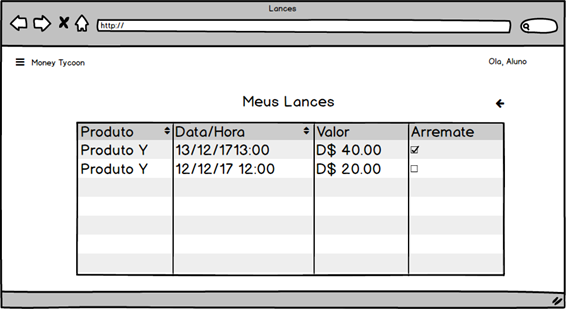 Lances
http://
Money Tycoon
Ola, Aluno
Meus Lances
Produto Data/Hora Valor Arremate
Produto Y 13/12/1713:00 D$ 40.00
Produto Y 12/12/17 12:00 D$ 20.00